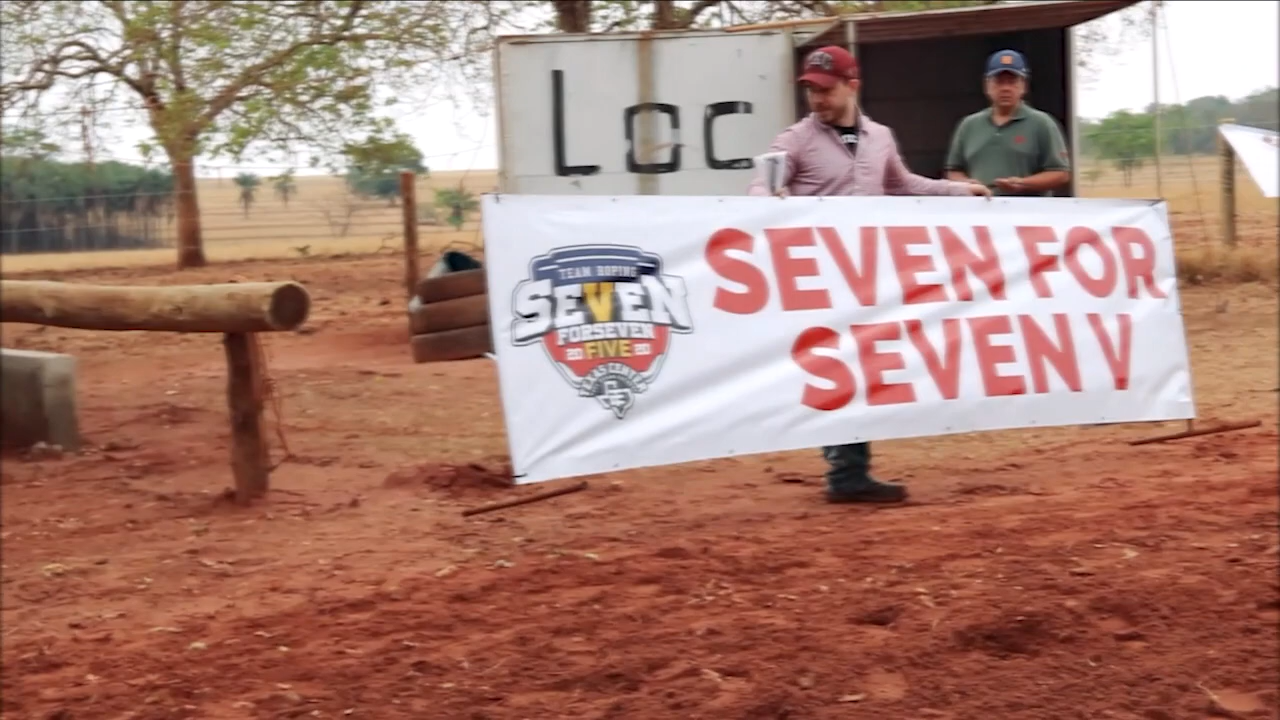 Loc
SEVEN FOR
SEVEN V
TEAM ROPING
SEVEN
FORSEVEN
20 FIVE 20